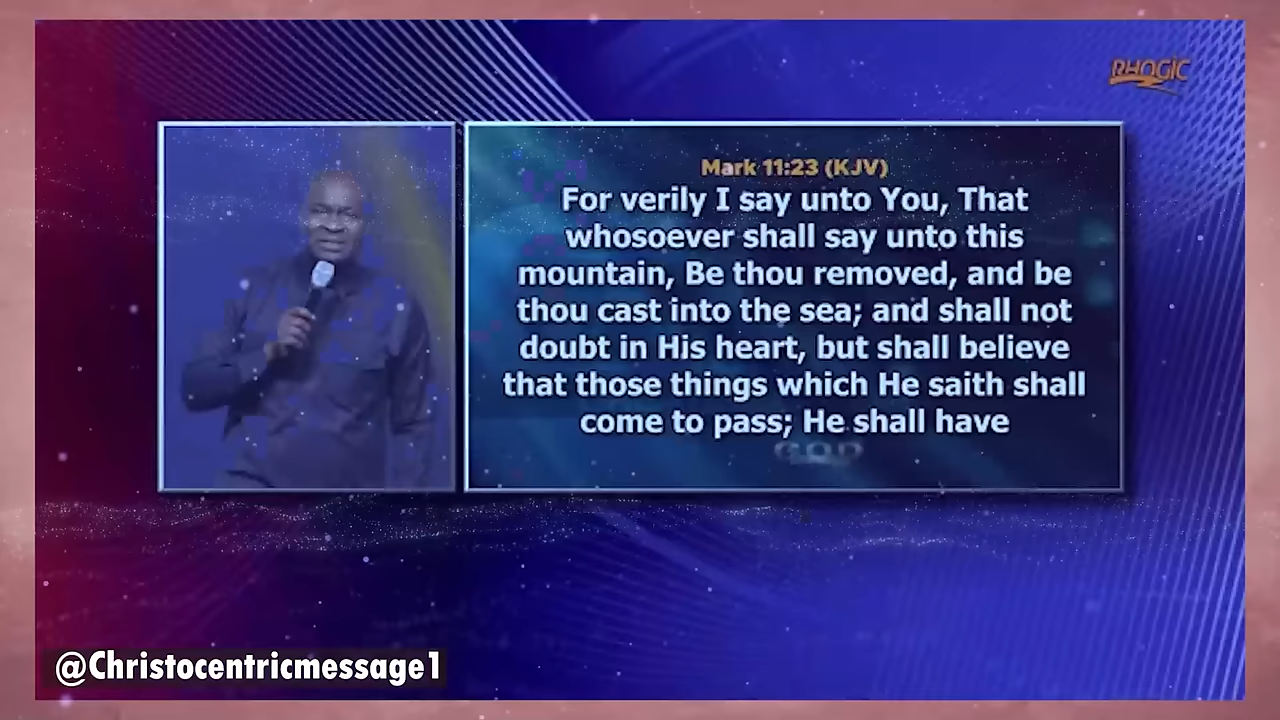 RHOGIC
Mark 11:23 (KJV)
For verily I say unto You, That
whosoever shall say unto this
mountain, Be thou removed, and be
thou cast into the sea; and shall not
doubt in His heart, but shall believe
that those things which He saith shall
come to pass; He shall have
GOD
@Christocentricmessage1